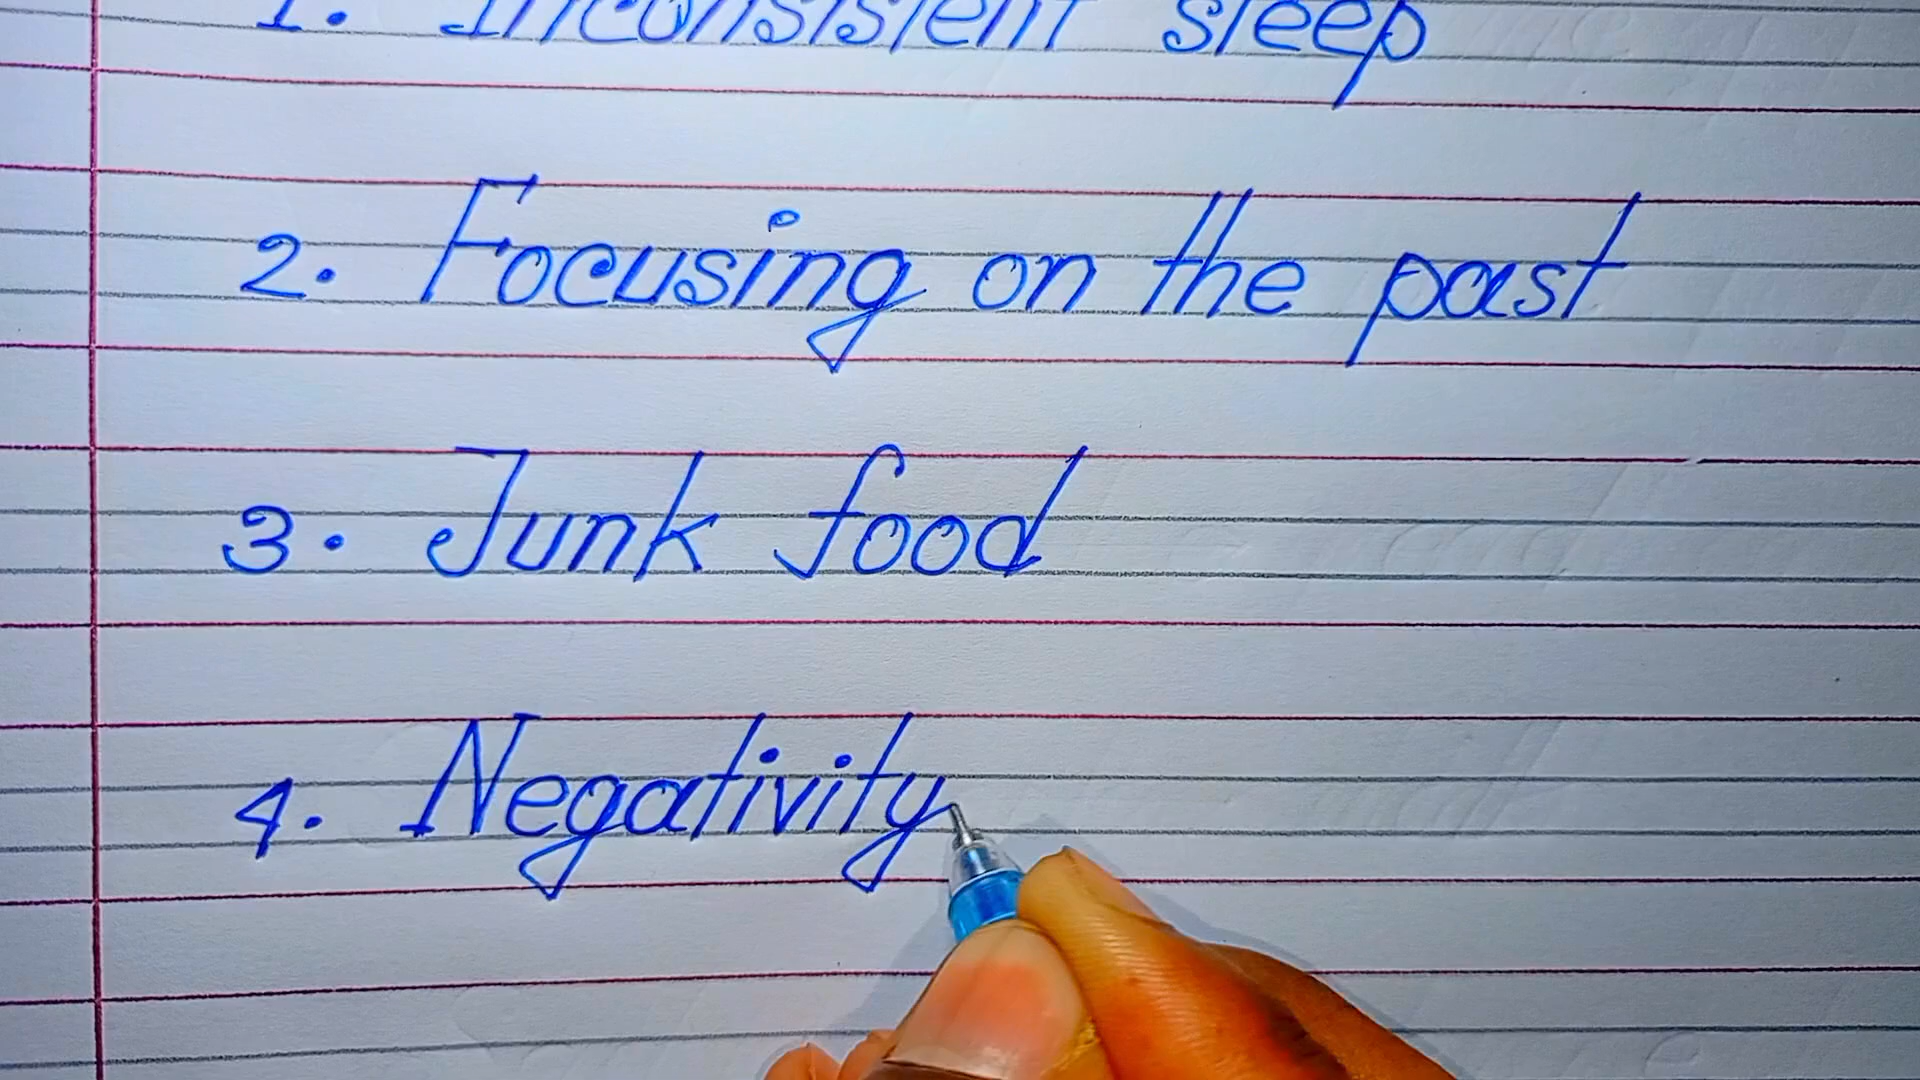 1. Inconsistent sleep
2. Focusing on the past
3. Junk food
4. Negativity